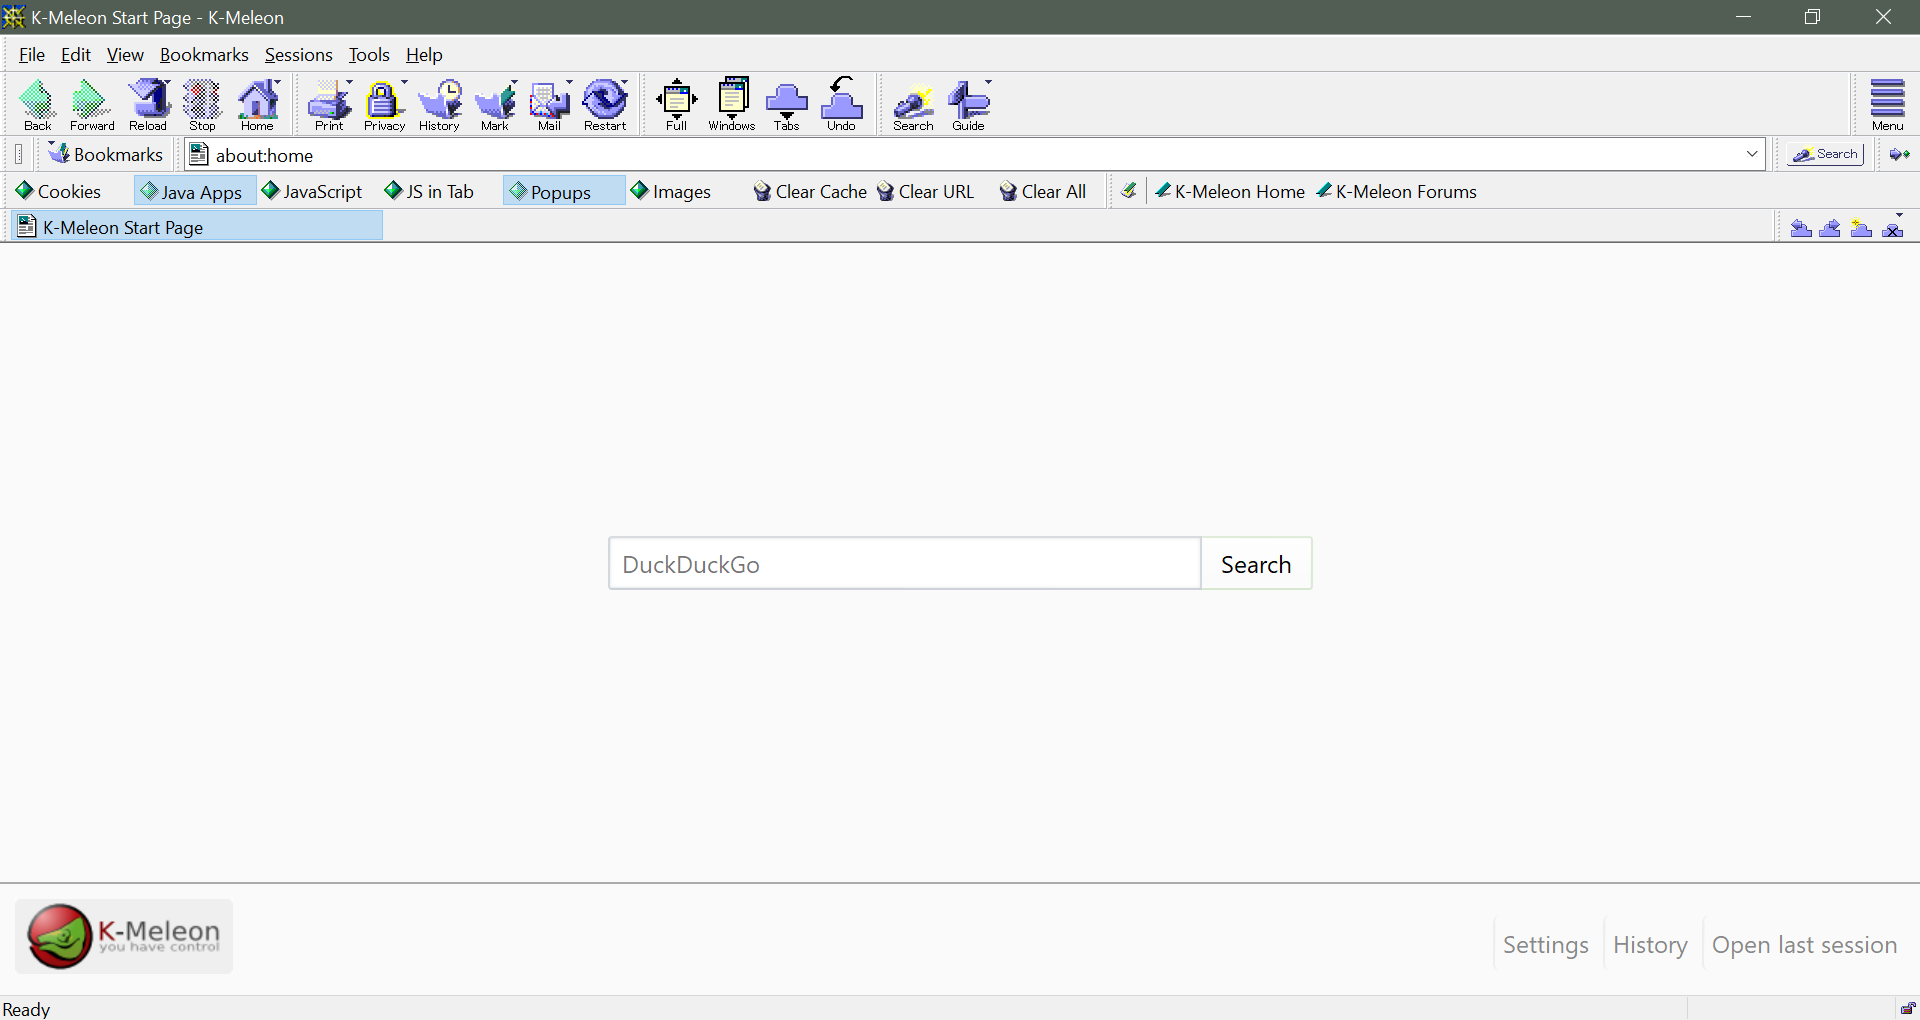 K-Meleon Start Page - K-Meleon
File Edit View Bookmarks Sessions Tools Help
Back Forward Reload Stop Home Print Privacy History Mark Mail Restart Full Windows Tabs Undo Search Guide Menu
Bookmarks about:home Search
Cookies Java Apps JavaScript JS in Tab Popups Images Clear Cache Clear URL Clear All K-Meleon Home K-Meleon Forums
K-Meleon Start Page
DuckDuckGo Search
K-Meleon
you have control
Settings History Open last session
Ready